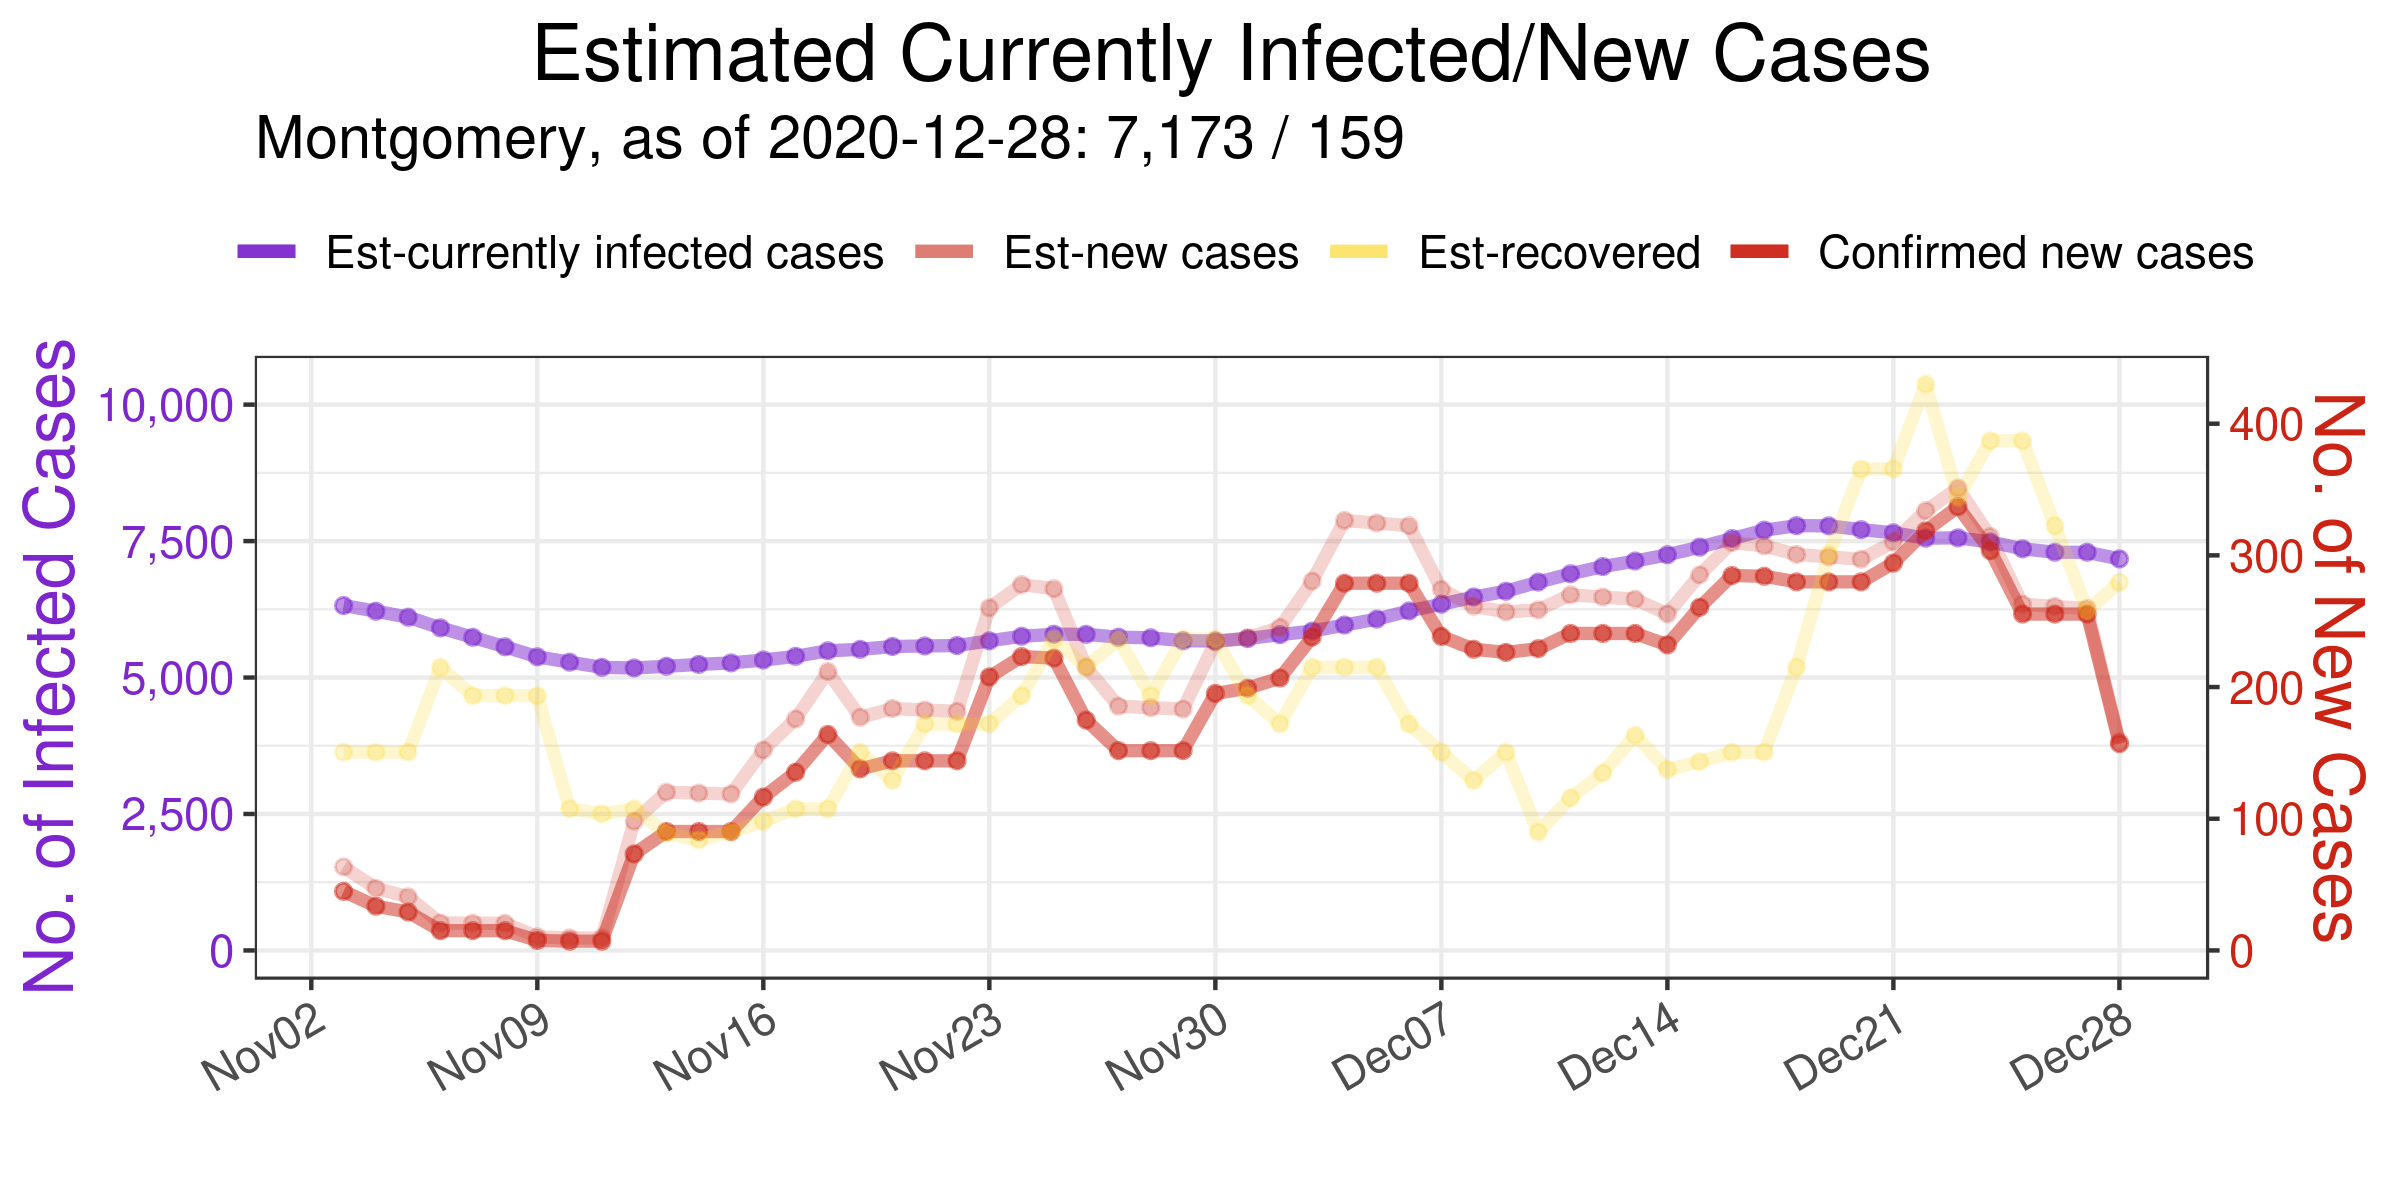 Estimated Currently Infected/New Cases
Montgomery, as of 2020-12-28: 7,173 / 159
Est-currently infected cases Est-new cases Est-recovered Confirmed new cases
No. of Infected Cases
10,000
7,500
5,000
2,500
0
400
300
200
100
0
No. of New Cases
Nov02 Nov09 Nov16 Nov23 Nov30 Dec07 Dec14 Dec21 Dec28